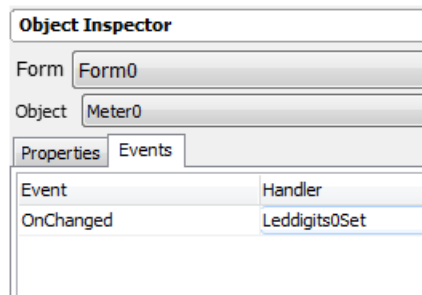 Object Inspector
Form Form0
Object Meter0
Properties Events
Event Handler
OnChanged Leddigits0Set